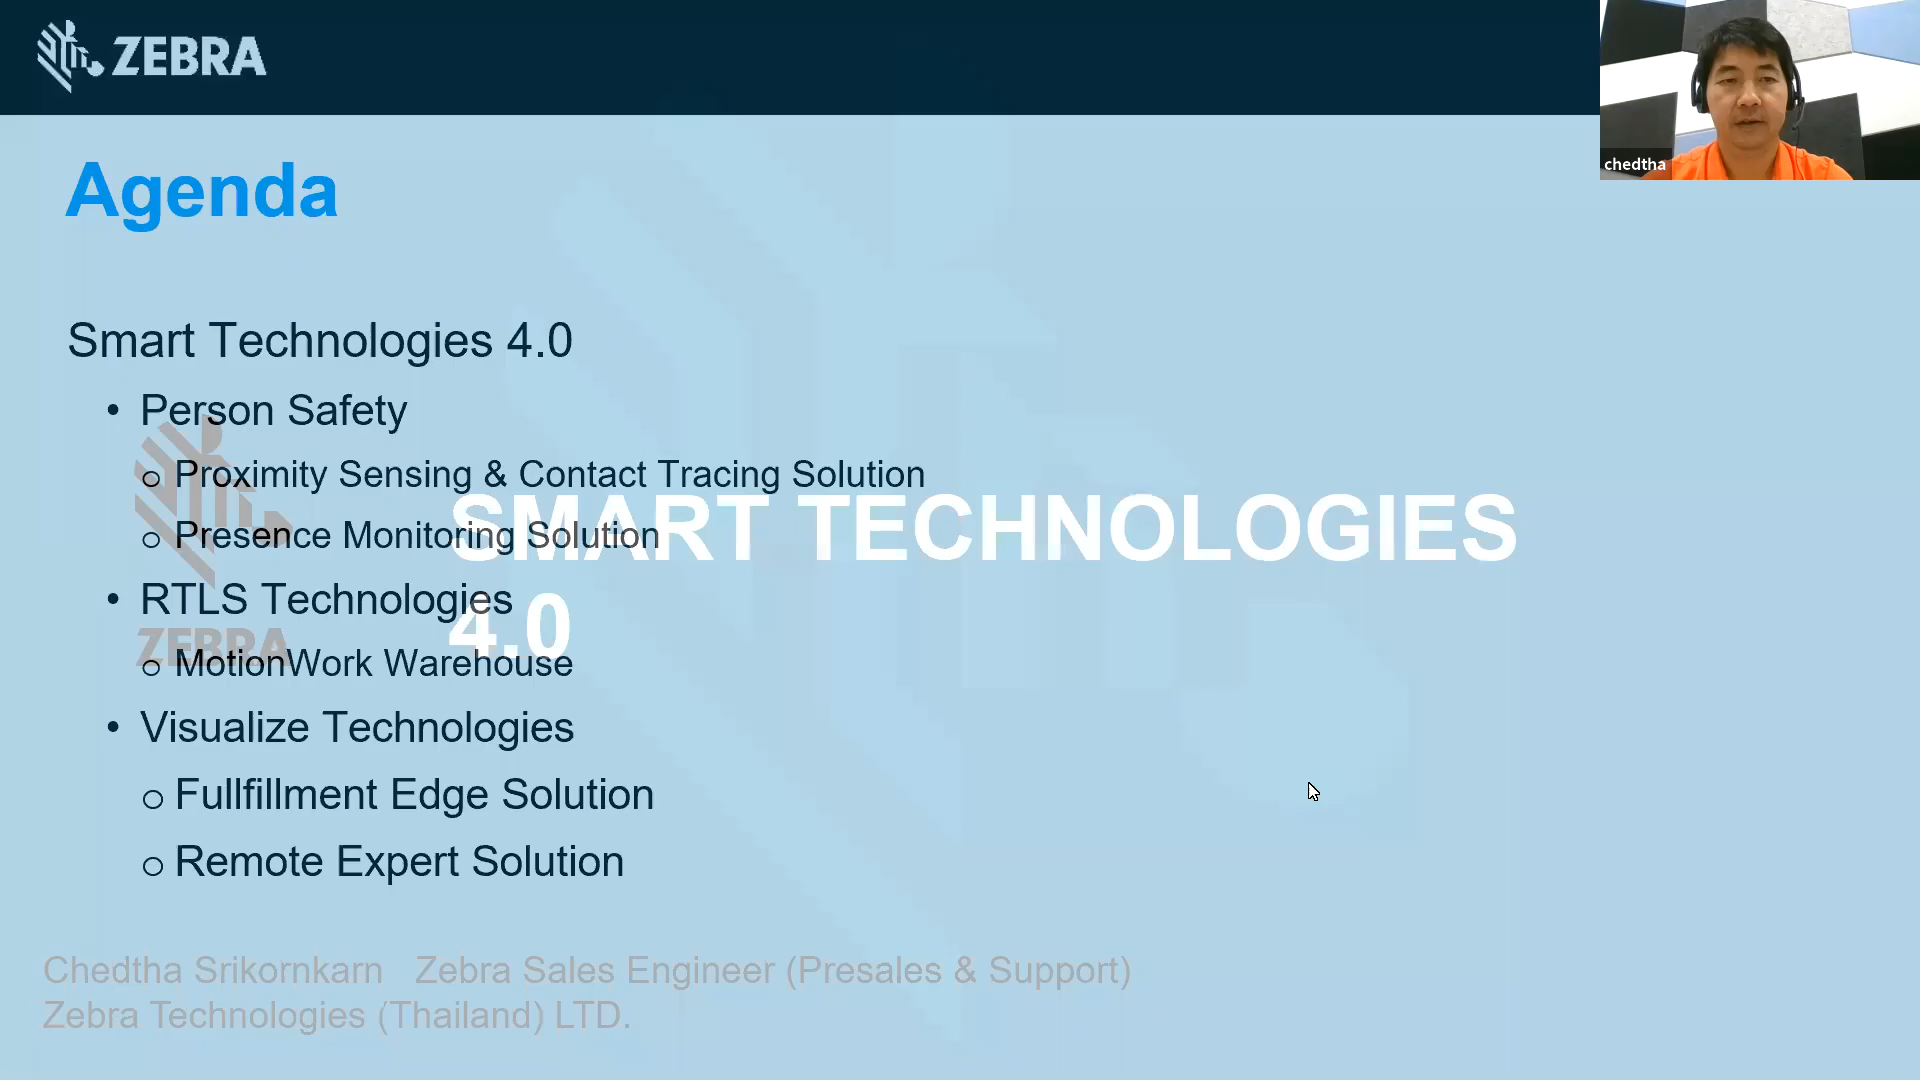 ZEBRA
chedtha
Agenda
Smart Technologies 4.0
• Person Safety
o Proximity Sensing & Contact Tracing Solution
o Presence Monitoring Solution
• RTLS Technologies
o MotionWork Warehouse
• Visualize Technologies
o Fullfillment Edge Solution
o Remote Expert Solution
ZEBRA
SMART TECHNOLOGIES
4.0
Chedtha Srikornkarn Zebra Sales Engineer (Presales & Support)
Zebra Technologies (Thailand) LTD.